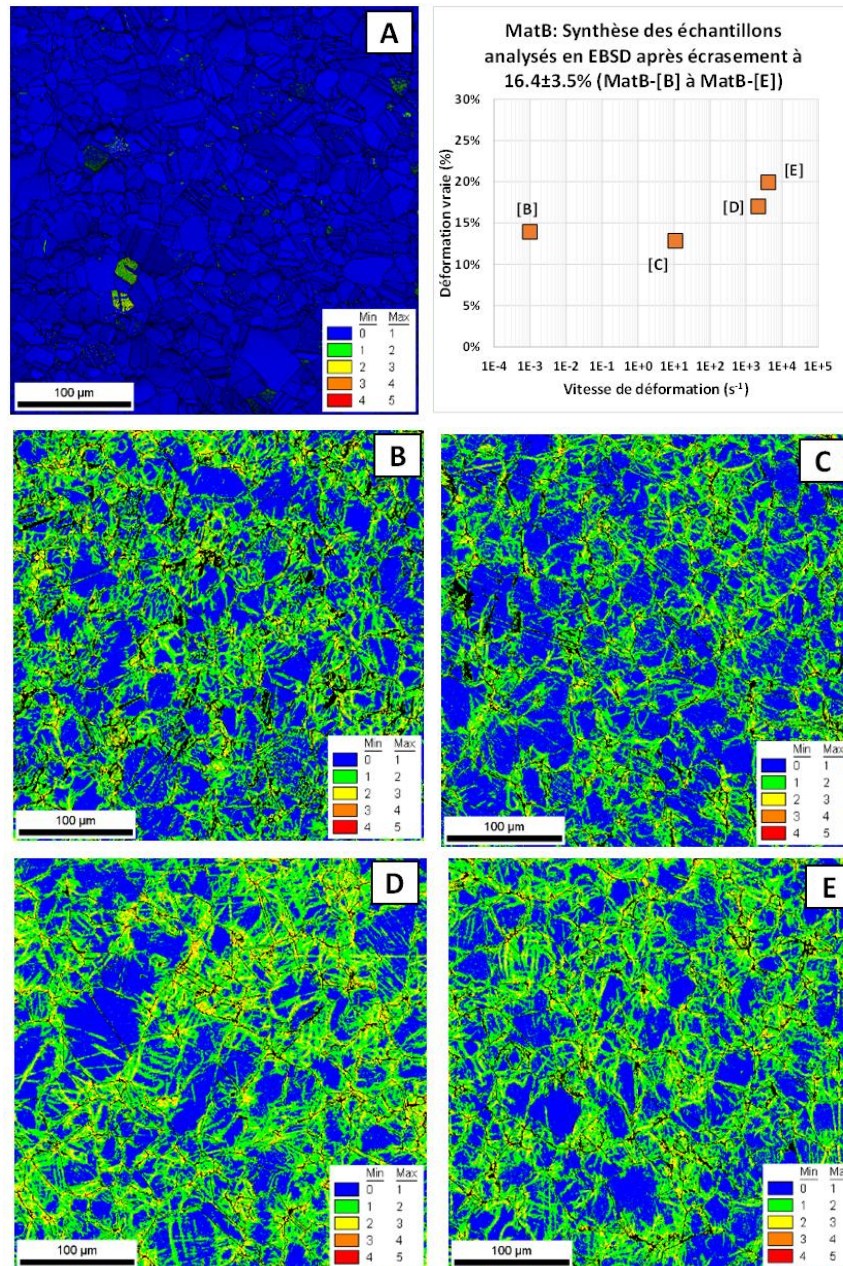 A
Min Max
0 1
1 2
2 3
3 4
4 5
100 µm
MatB: Synthèse des échantillons
analysés en EBSD après écrasement à
16.4±3.5% (MatB-[B] à MatB-[E])
Déformation vraie (%)
30%
25%
20%
15%
10%
5%
0%
[B]
[C]
[D]
[E]
1E-4 1E-3 1E-2 1E-1 1E+0 1E+1 1E+2 1E+3 1E+4 1E+5
Vitesse de déformation (s⁻¹)
B
Min Max
0 1
1 2
2 3
3 4
4 5
100 µm
C
Min Max
0 1
1 2
2 3
3 4
4 5
100 µm
D
Min Max
0 1
1 2
2 3
3 4
4 5
100 µm
E
Min Max
0 1
1 2
2 3
3 4
4 5
100 µm